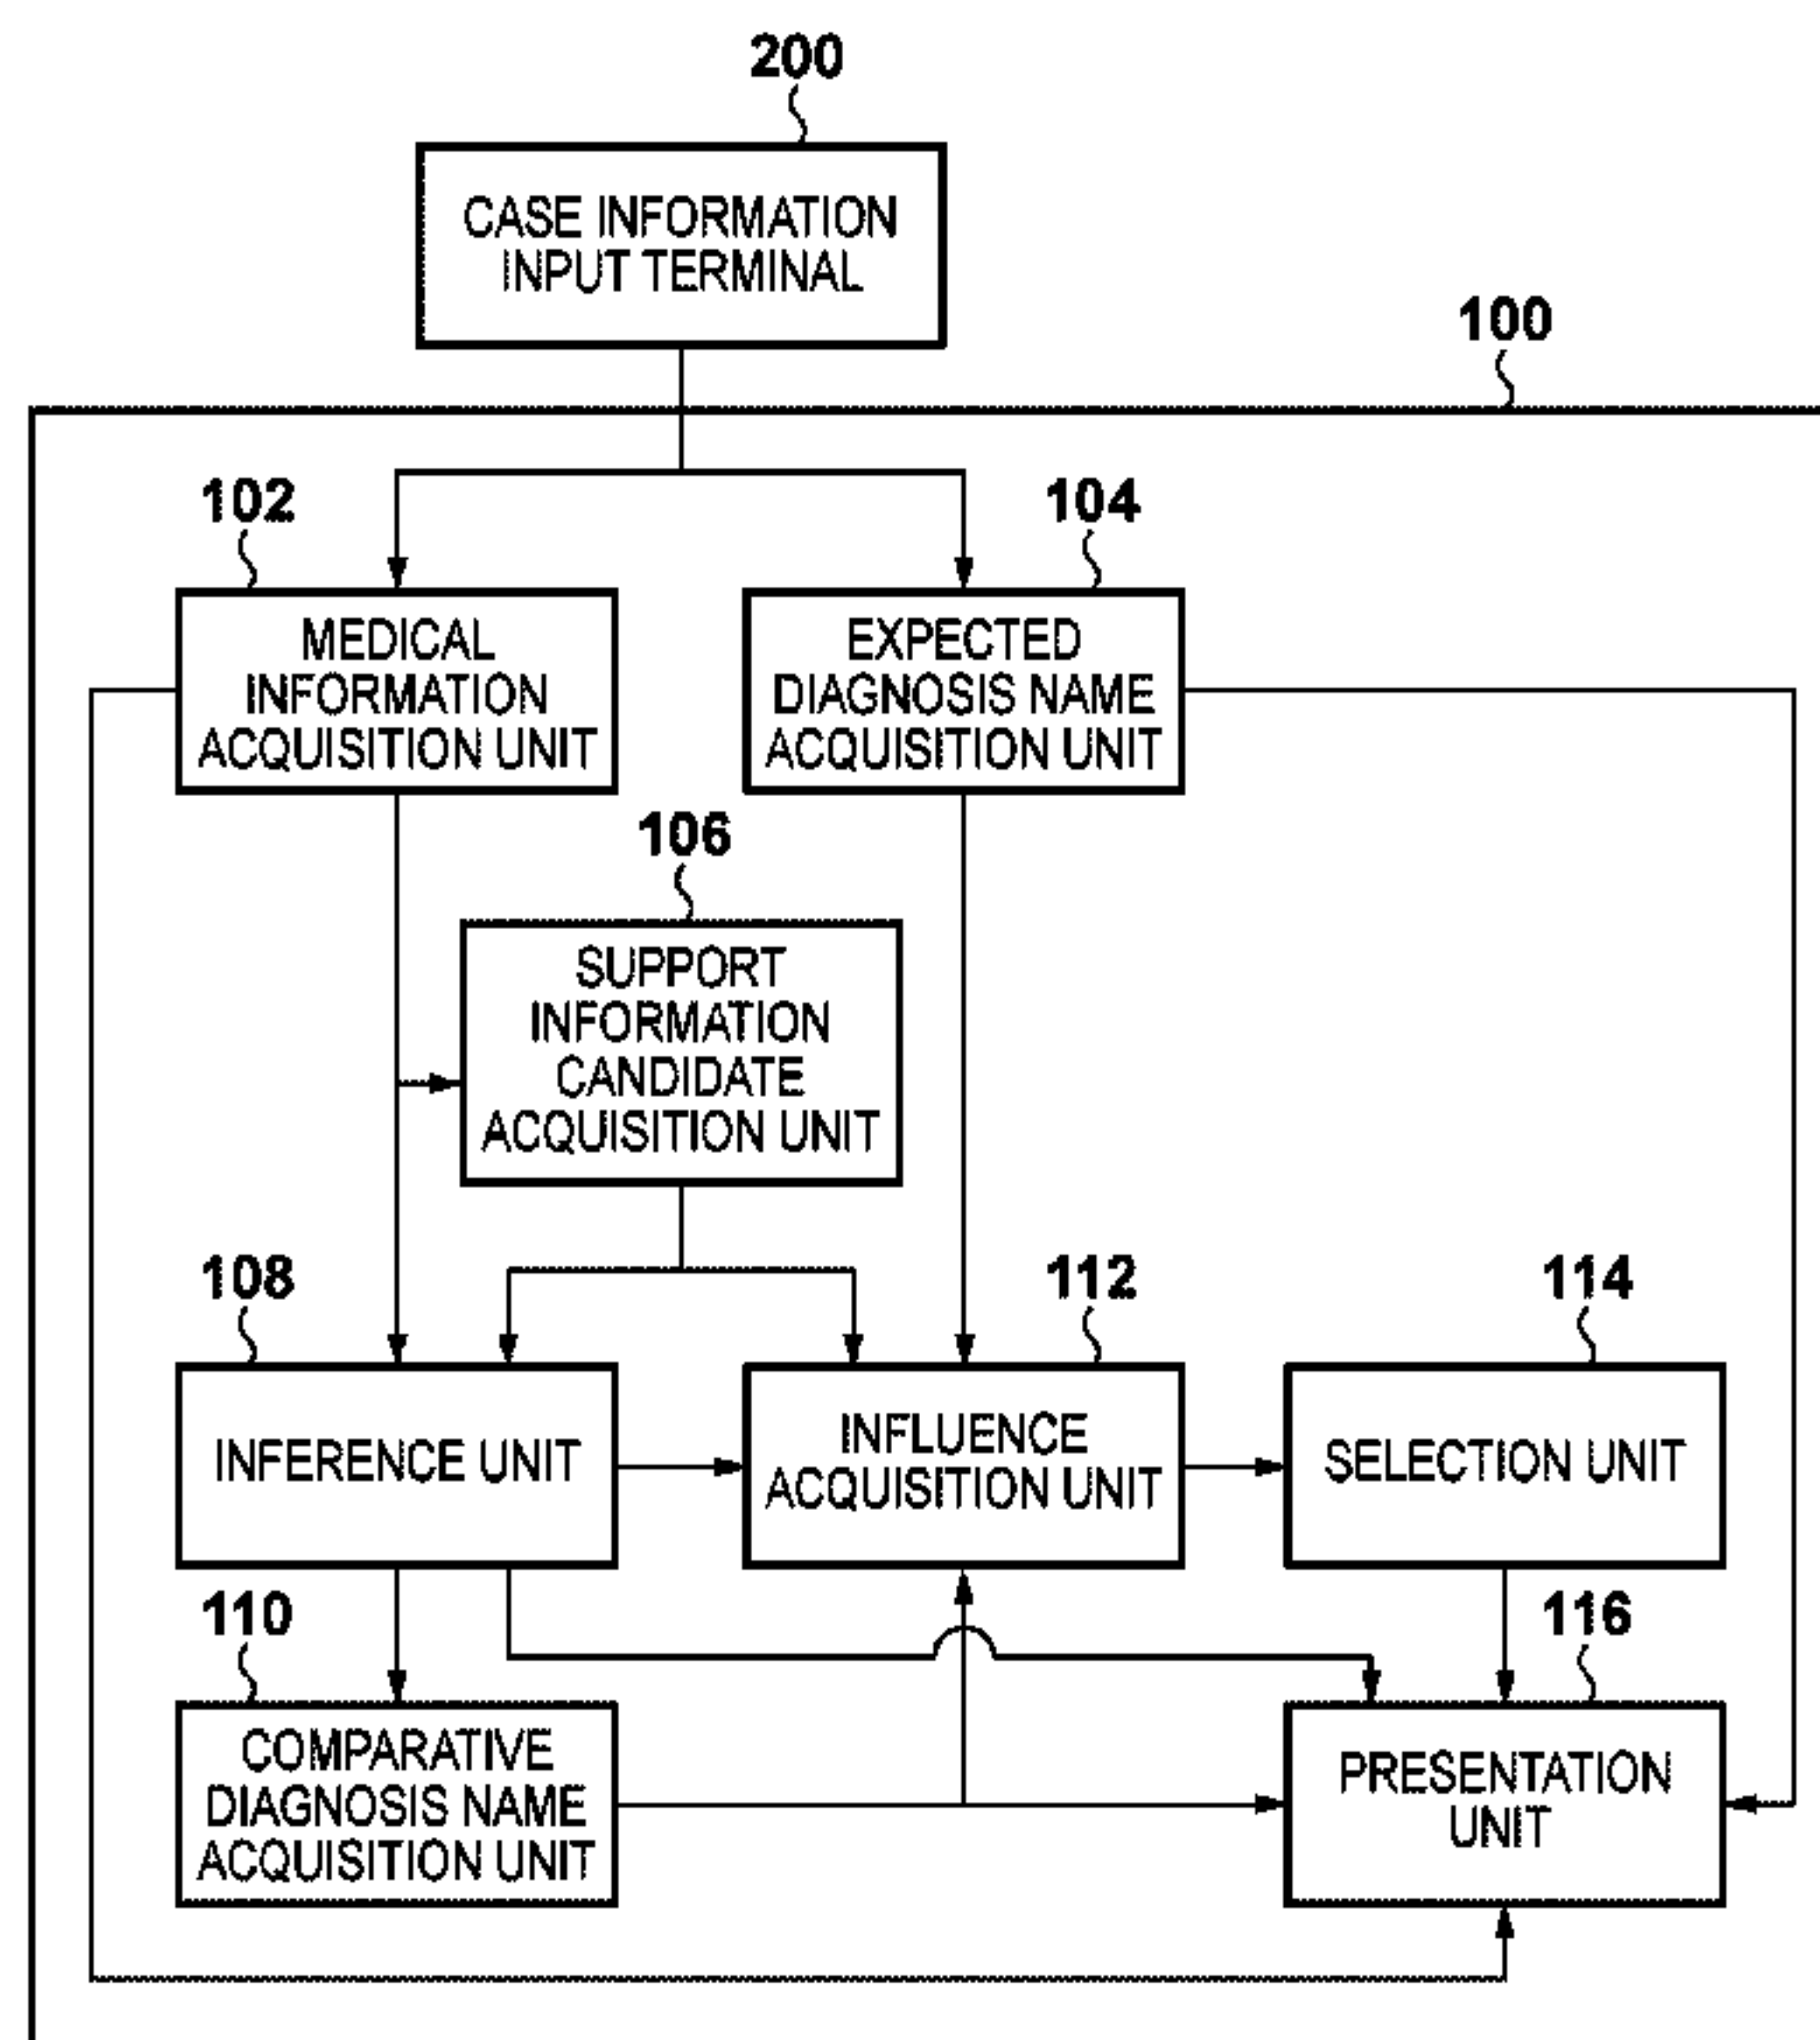 200
CASE INFORMATION
INPUT TERMINAL
100
102
104
MEDICAL
INFORMATION
ACQUISITION UNIT
EXPECTED
DIAGNOSIS NAME
ACQUISITION UNIT
106
SUPPORT
INFORMATION
CANDIDATE
ACQUISITION UNIT
108
112
114
INFERENCE UNIT
INFLUENCE
ACQUISITION UNIT
SELECTION UNIT
110
116
COMPARATIVE
DIAGNOSIS NAME
ACQUISITION UNIT
PRESENTATION
UNIT